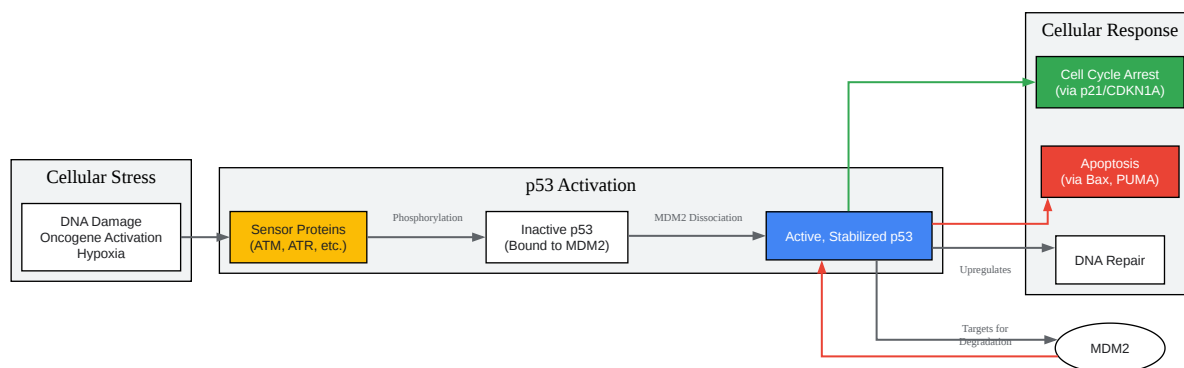 Cellular Stress
DNA Damage
Oncogene Activation
Hypoxia
p53 Activation
Sensor Proteins
(ATM, ATR, etc.)
Phosphorylation
Inactive p53
(Bound to MDM2)
MDM2 Dissociation
Active, Stabilized p53
Cellular Response
Cell Cycle Arrest
(via p21/CDKN1A)
Apoptosis
(via Bax, PUMA)
DNA Repair
Upregulates
Targets for
Degradation
MDM2